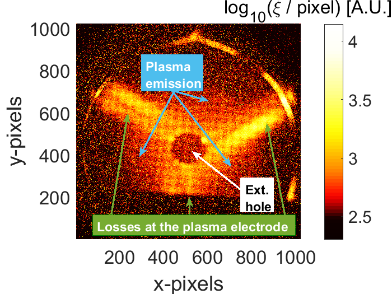 log10(ξ / pixel) [A.U.]
1000
800
600
400
200
y-pixels
Plasma
emission
Ext.
hole
Losses at the plasma electrode
200 400 600 800 1000
x-pixels
4
3.5
3
2.5